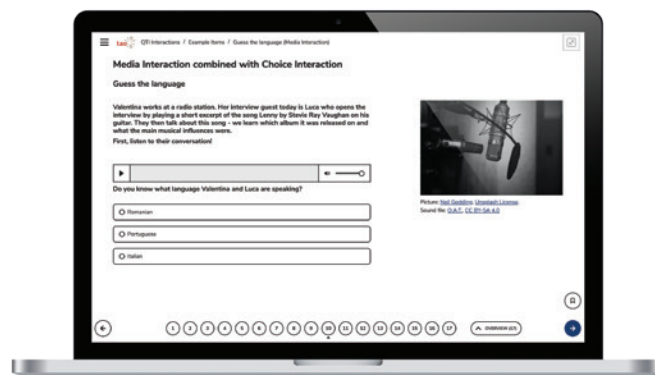 tao QTI Interactions / Example Items / Guess the language (Media Interaction)
Media Interaction combined with Choice Interaction
Guess the language
Valentina works at a radio station. Her interview guest today is Luca who opens the
interview by playing a short excerpt of the song Lenny by Stevie Ray Vaughan on his
guitar. They then talk about this song - we learn which album it was released on and
what the main musical influences were.
First, listen to their conversation!
Do you know what language Valentina and Luca are speaking?
Romanian
Portuguese
Italian
Picture: Neil Godding, Unsplash License.
Sound file: O.A.T., CC BY-SA 4.0
1 2 3 4 5 6 7 8 9 10 11 12 13 14 15 16 17 OVERVIEW (17)